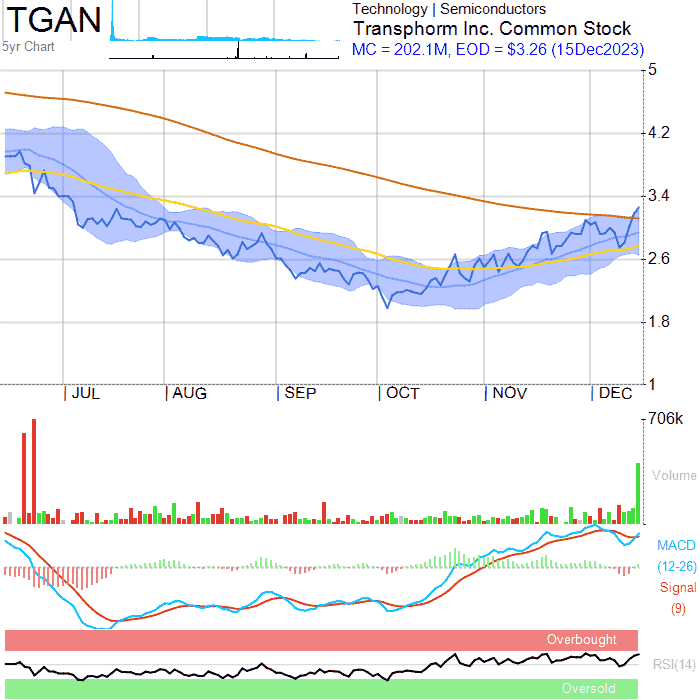 TGAN
5yr Chart
Technology | Semiconductors
Transphorm Inc. Common Stock
MC = 202.1M, EOD = $3.26 (15Dec2023)
5
4.2
3.4
2.6
1.8
1
JUL AUG SEP OCT NOV DEC
706k
Volume
MACD
(12-26)
Signal
(9)
Overbought
RSI(14)
Oversold